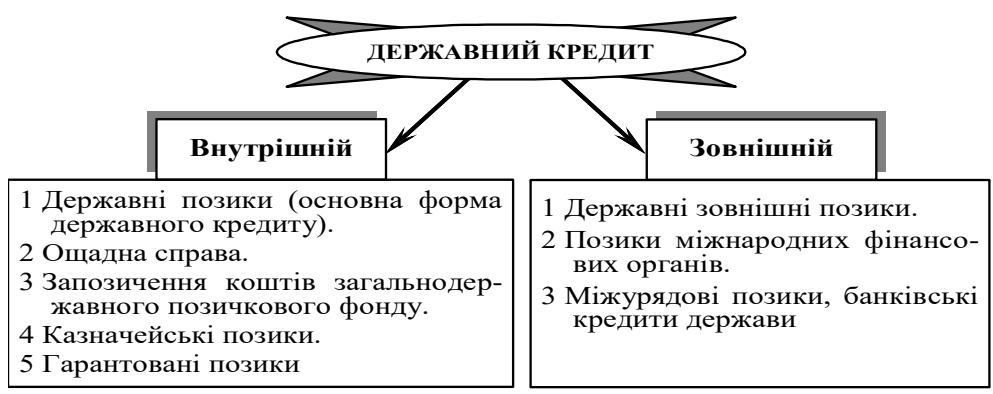 ДЕРЖАВНИЙ КРЕДИТ
Внутрішній
1 Державні позики (основна форма
державного кредиту).
2 Ощадна справа.
3 Запозичення коштів загальнодер-
жавного позичкового фонду.
4 Казначейські позики.
5 Гарантовані позики
Зовнішній
1 Державні зовнішні позики.
2 Позики міжнародних фінансо-
вих органів.
3 Міжурядові позики, банківські
кредити держави